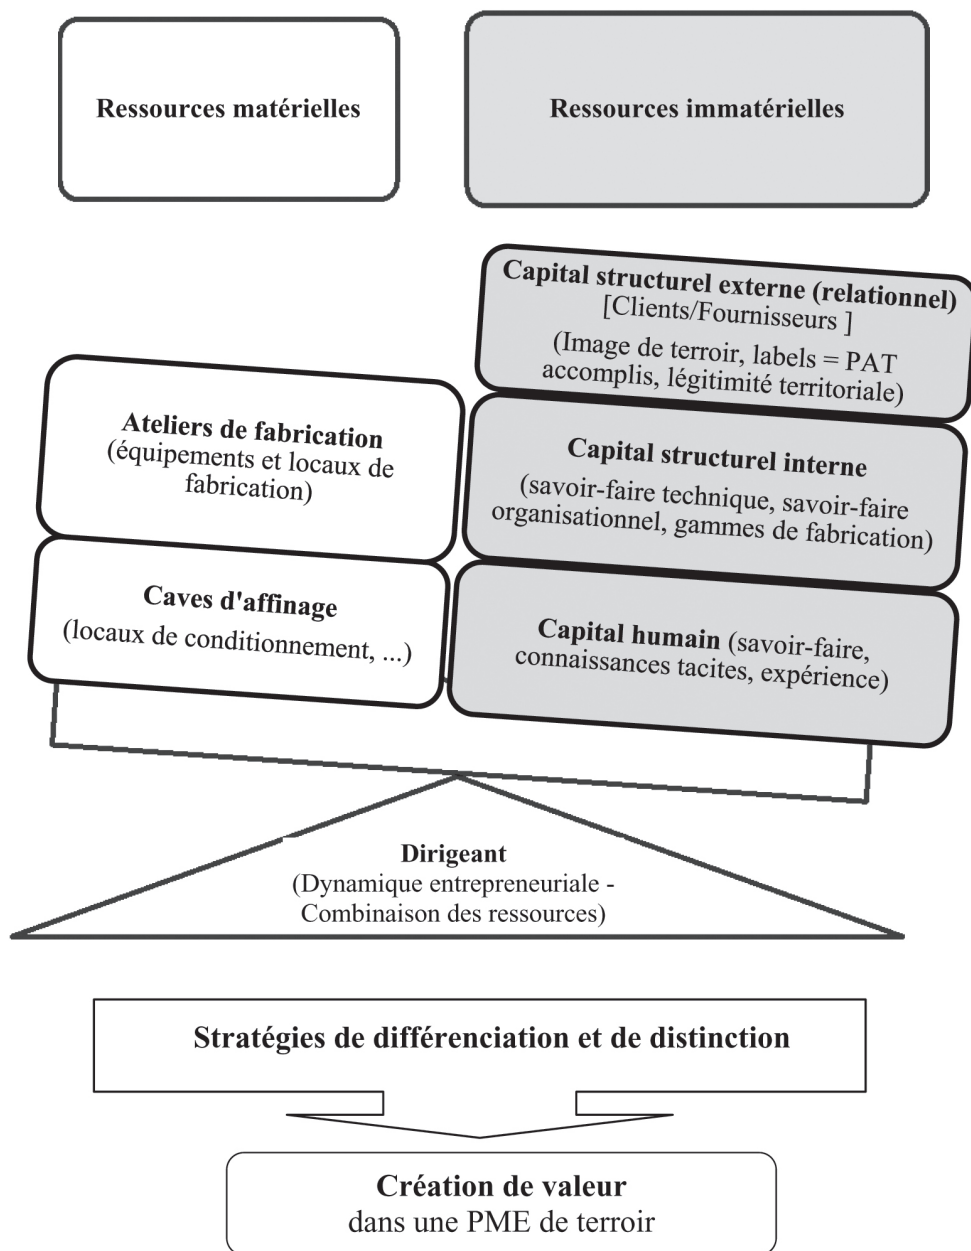 Ressources matérielles
Ressources immatérielles
Capital structurel externe (relationnel)
[Clients/Fournisseurs ]
(Image de terroir, labels = PAT
accomplis, légitimité territoriale)
Ateliers de fabrication
(équipements et locaux de
fabrication)
Capital structurel interne
(savoir-faire technique, savoir-faire
organisationnel, gammes de fabrication)
Caves d'affinage
(locaux de conditionnement, ...)
Capital humain (savoir-faire,
connaissances tacites, expérience)
Dirigeant
(Dynamique entrepreneuriale -
Combinaison des ressources)
Stratégies de différenciation et de distinction
Création de valeur
dans une PME de terroir